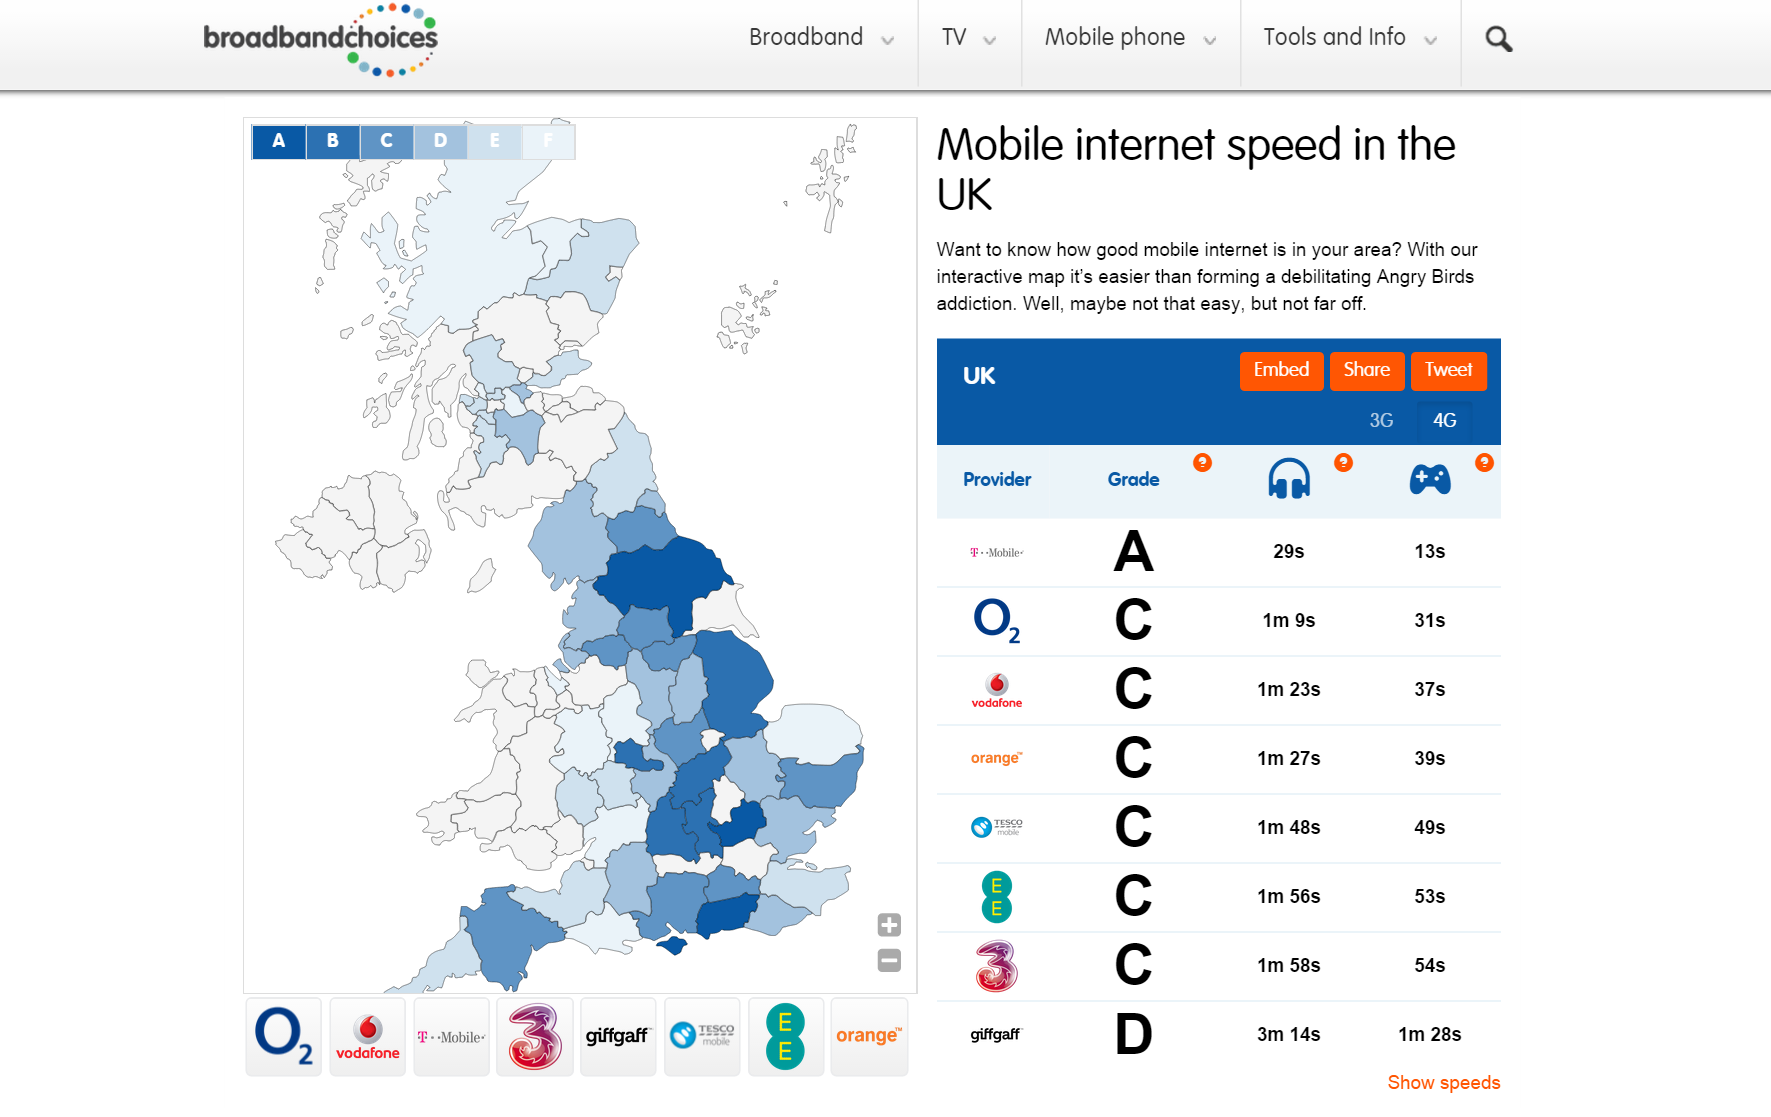 broadbandchoices
Broadband
TV
Mobile phone
Tools and Info
A B C D E F
Mobile internet speed in the
UK
Want to know how good mobile internet is in your area? With our
interactive map it's easier than forming a debilitating Angry Birds
addiction. Well, maybe not that easy, but not far off.
UK
Embed
Share
Tweet
3G
4G
Provider
Grade
?
?
?
T··Mobile·
A
29s
13s
O2
C
1m 9s
31s
vodafone
C
1m 23s
37s
orange™
C
1m 27s
39s
TESCO
mobile
C
1m 48s
49s
E
E
C
1m 56s
53s
3
C
1m 58s
54s
giffgaff
D
3m 14s
1m 28s
Show speeds
O2
vodafone
T··Mobile·
3
giffgaff
TESCO
mobile
E
E
orange™